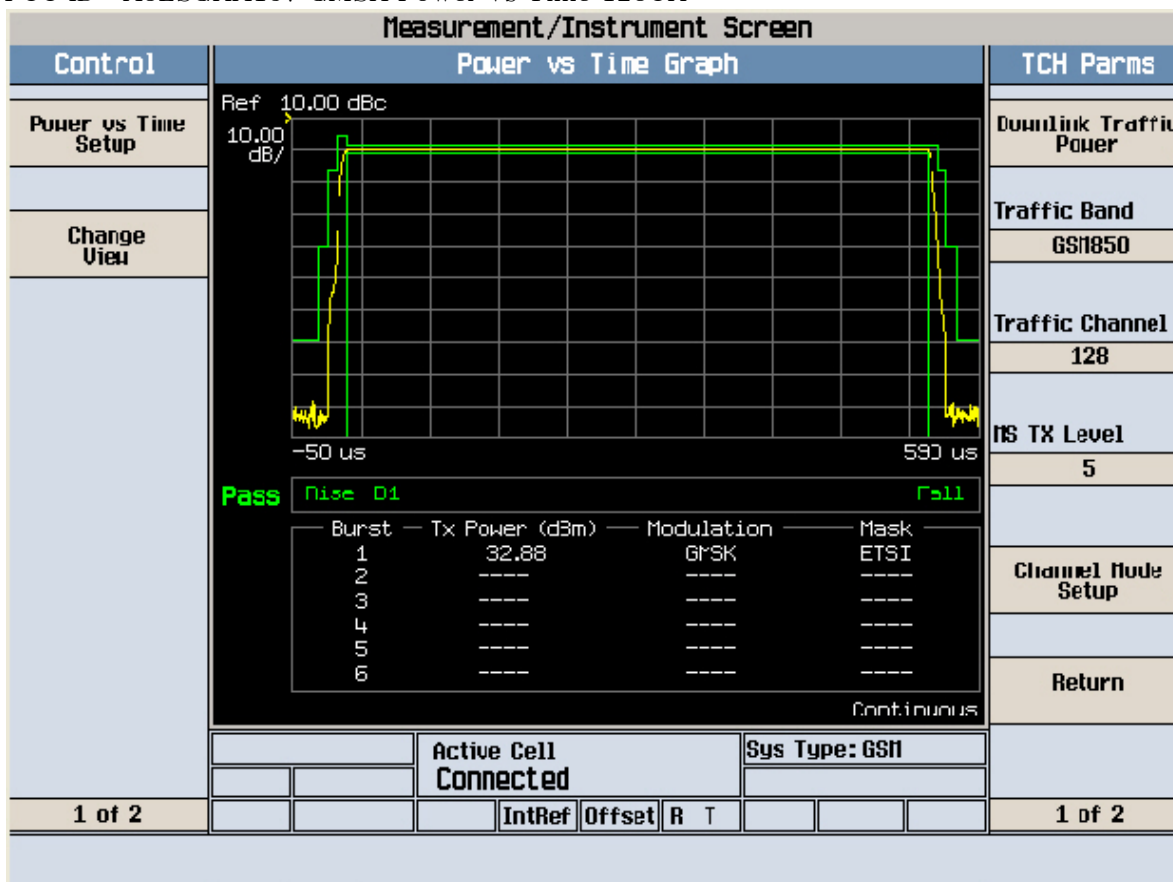 Measurement/Instrument Screen
Control
Power vs Time Graph
TCH Parms
Power vs Time
Setup
Change
View
1 of 2
Ref 10.00 dBc
10.00
dB/
-50 us
590 us
Pass
Rise 01
Fall
Burst
Tx Power (dBm)
Modulation
Mask
1 32.88 GMSK ETSI
2 ---- ---- ----
3 ---- ---- ----
4 ---- ---- ----
5 ---- ---- ----
6 ---- ---- ----
Continuous
Active Cell
Connected
Sys Type: GSM
IntRef
Offset
R T
Downlink Traffic
Power
Traffic Band
GSM850
Traffic Channel
128
MS TX Level
5
Channel Mode
Setup
Return
1 of 2